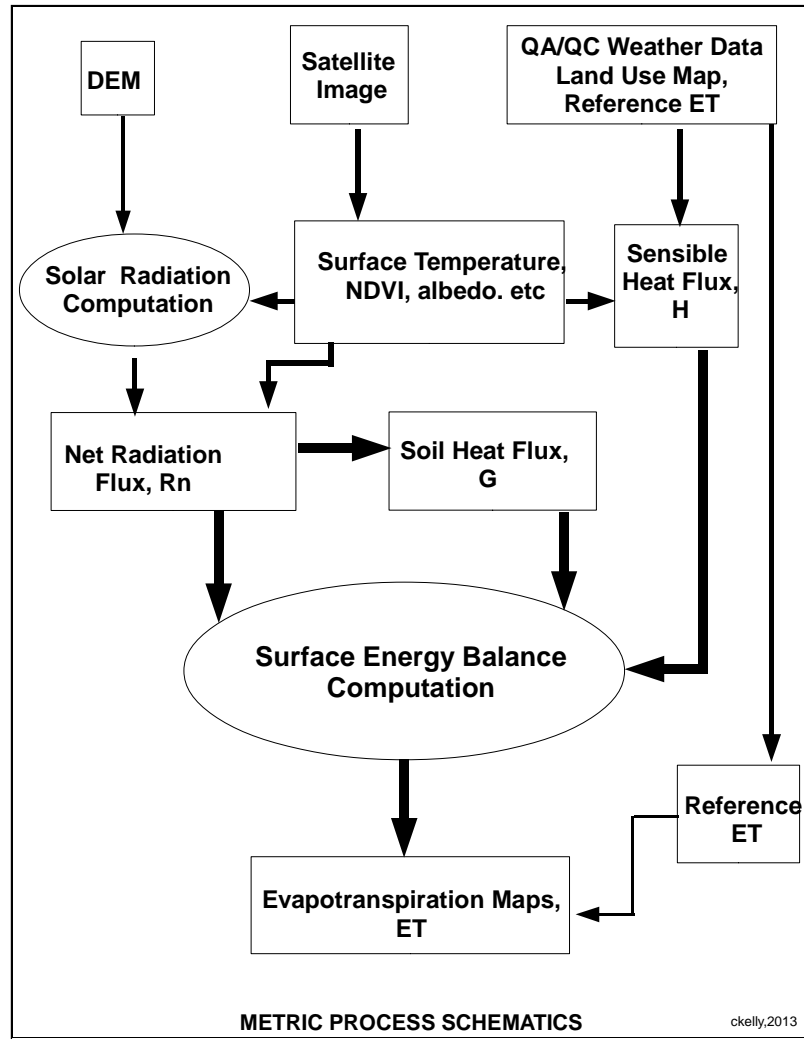 DEM
Satellite
Image
QA/QC Weather Data
Land Use Map,
Reference ET
Solar Radiation
Computation
Surface Temperature,
NDVI, albedo. etc
Sensible
Heat Flux,
H
Net Radiation
Flux, Rn
Soil Heat Flux,
G
Surface Energy Balance
Computation
Reference
ET
Evapotranspiration Maps,
ET
METRIC PROCESS SCHEMATICS
ckelly,2013